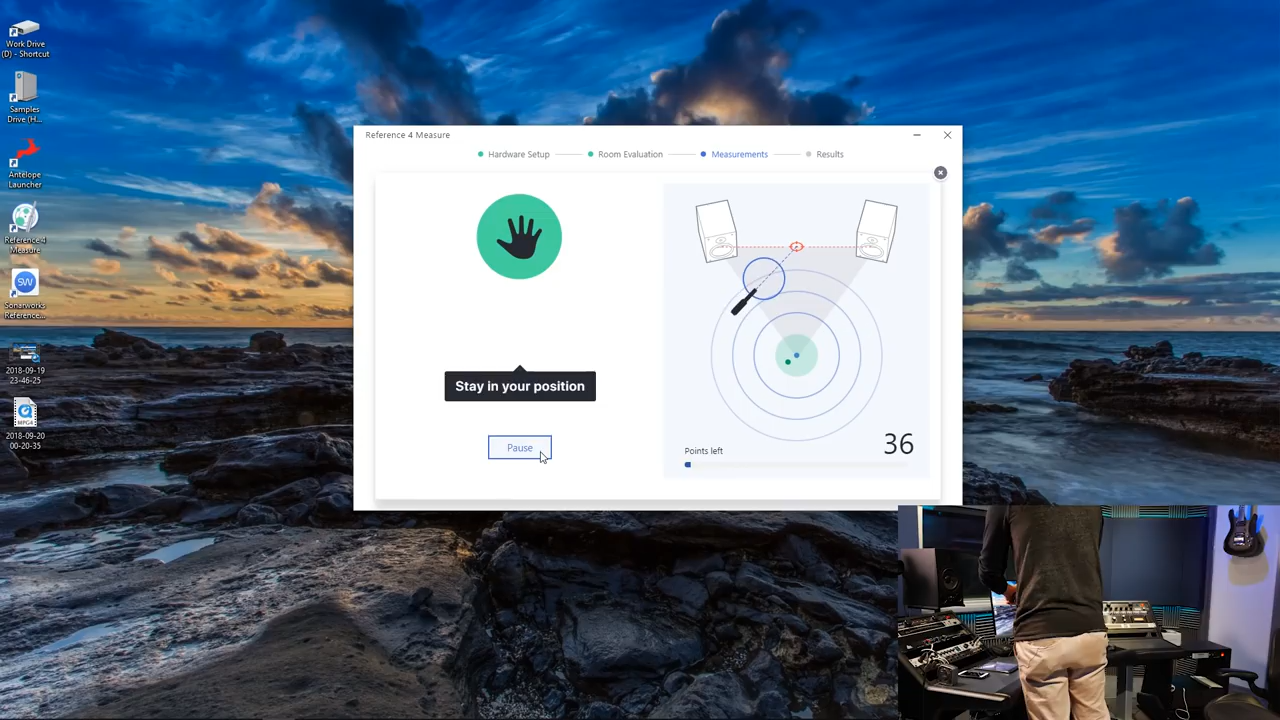 Work Drive
(D) - Shortcut
Samples
Drive (H...
Antelope
Launcher
Reference 4
Measure
SW
Sonarworks
Reference...
2018-09-19
23-46-25
MPG4
2018-09-20
00-20-35
Reference 4 Measure
Hardware Setup
Room Evaluation
Measurements
Results
Stay in your position
Pause
Points left
36